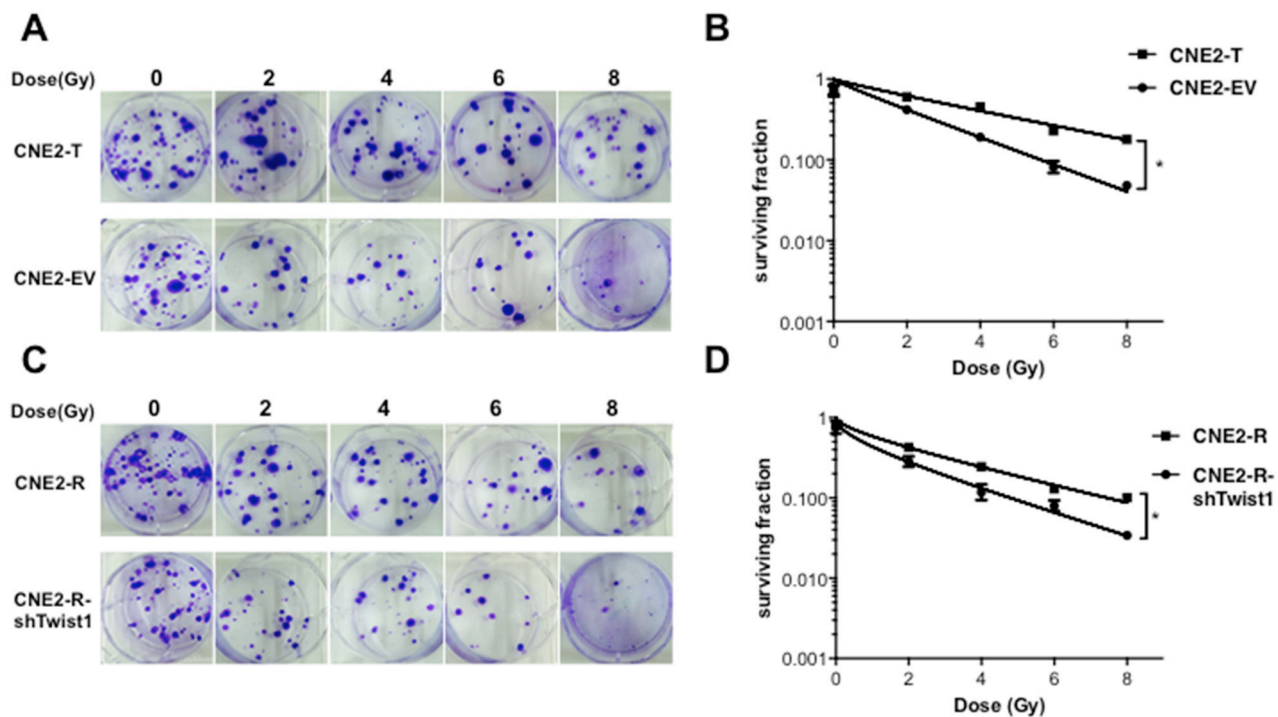 A
Dose(Gy) 0 2 4 6 8
CNE2-T
CNE2-EV
B
CNE2-T
CNE2-EV
1
0.100
0.010
0.001
surviving fraction
0 2 4 6 8
Dose (Gy)
*
C
Dose(Gy) 0 2 4 6 8
CNE2-R
CNE2-R-
shTwist1
D
CNE2-R
CNE2-R-
shTwist1
1
0.100
0.010
0.001
surviving fraction
0 2 4 6 8
Dose (Gy)
*